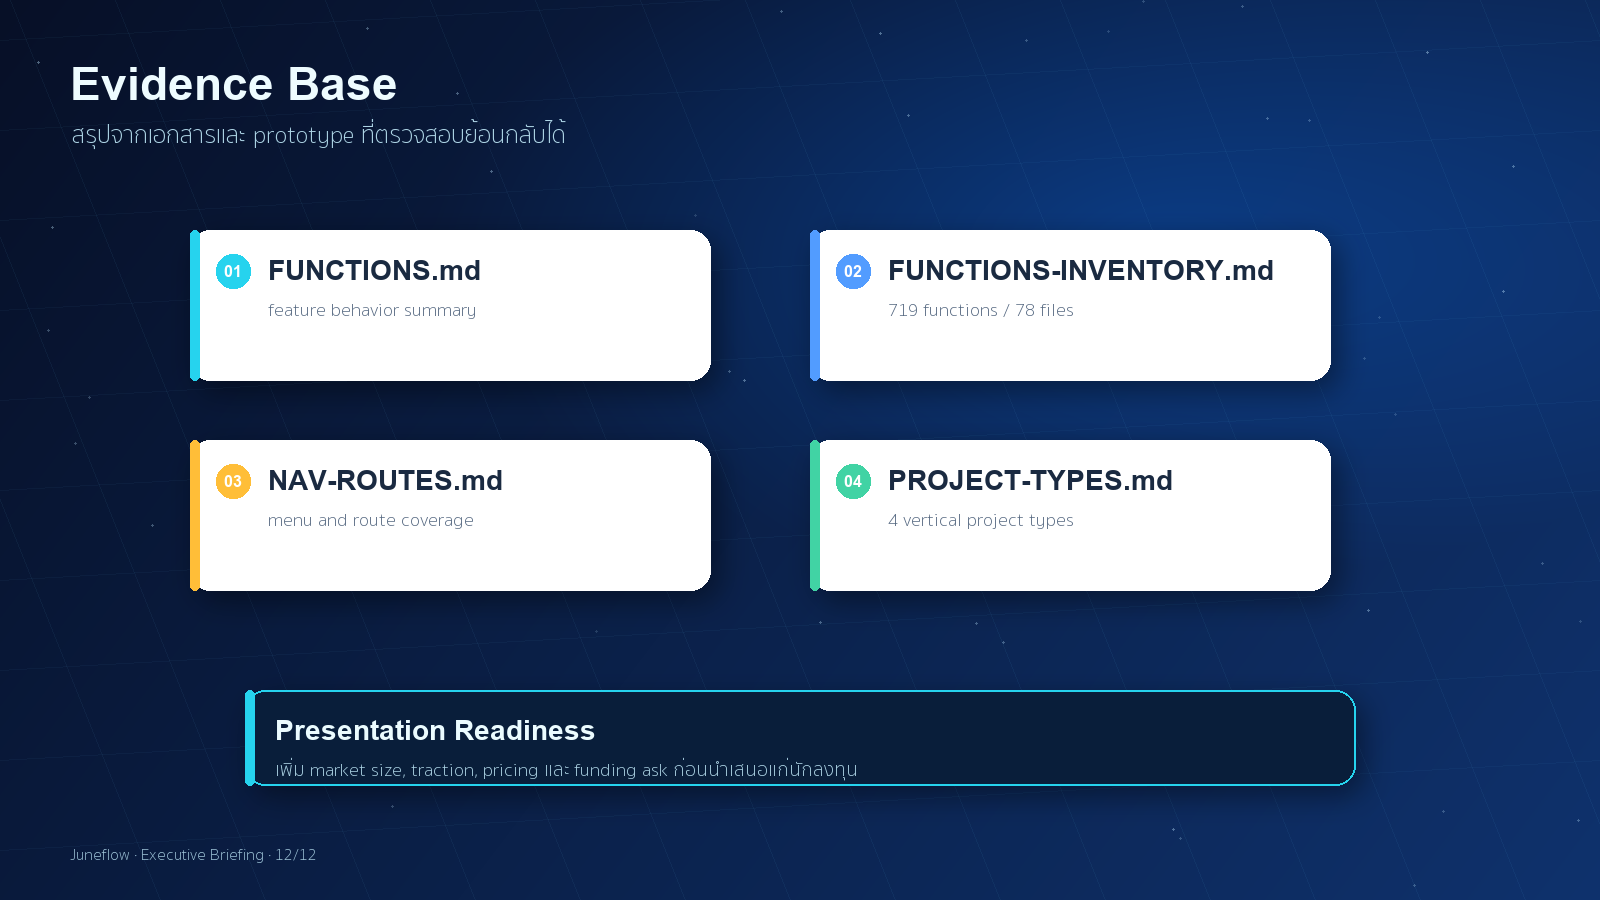 Evidence Base
สรุปจากเอกสารและ prototype ที่ตรวจสอบย้อนกลับได้
01 FUNCTIONS.md
feature behavior summary
02 FUNCTIONS-INVENTORY.md
719 functions / 78 files
03 NAV-ROUTES.md
menu and route coverage
04 PROJECT-TYPES.md
4 vertical project types
Presentation Readiness
เพิ่ม market size, traction, pricing และ funding ask ก่อนนำเสนอแก่นักลงทุน
Juneflow · Executive Briefing · 12/12